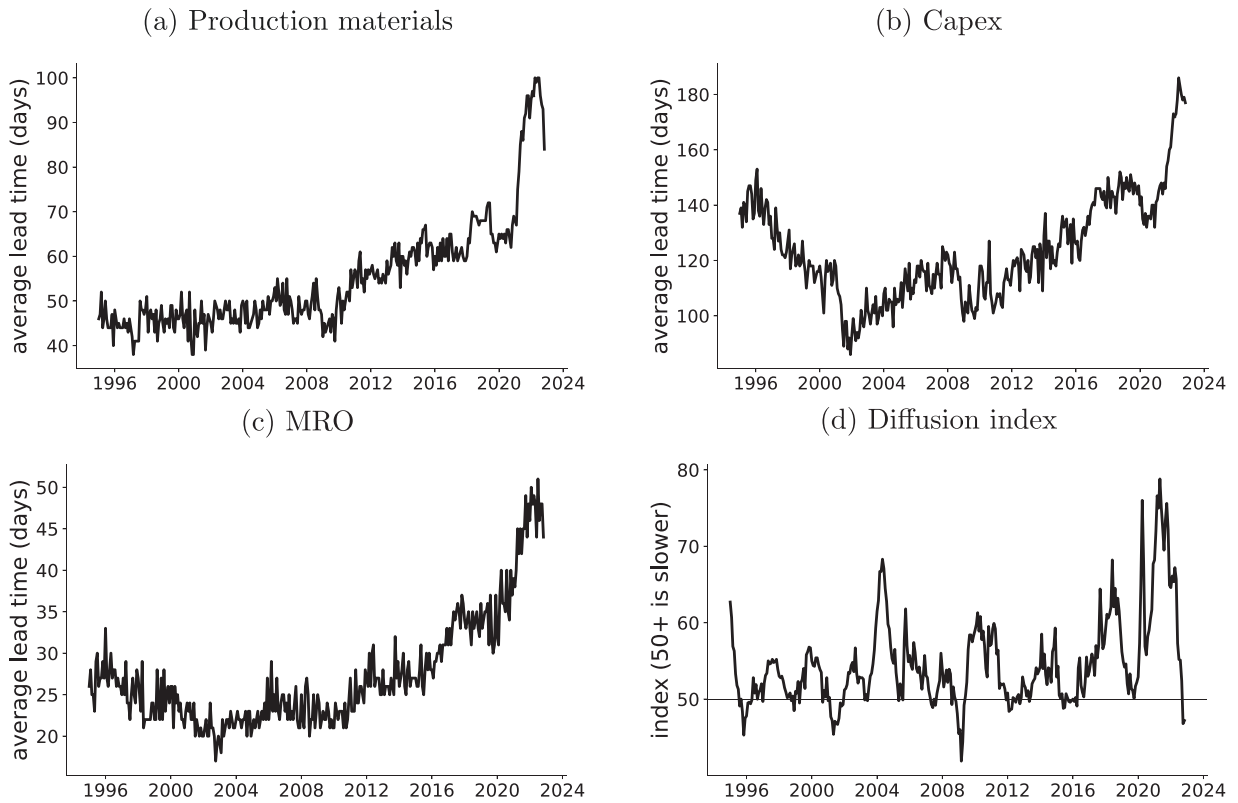 (a) Production materials
average lead time (days)
100
90
80
70
60
50
40
1996 2000 2004 2008 2012 2016 2020 2024
(b) Capex
average lead time (days)
180
160
140
120
100
1996 2000 2004 2008 2012 2016 2020 2024
(c) MRO
average lead time (days)
50
45
40
35
30
25
20
1996 2000 2004 2008 2012 2016 2020 2024
(d) Diffusion index
index (50+ is slower)
80
70
60
50
1996 2000 2004 2008 2012 2016 2020 2024